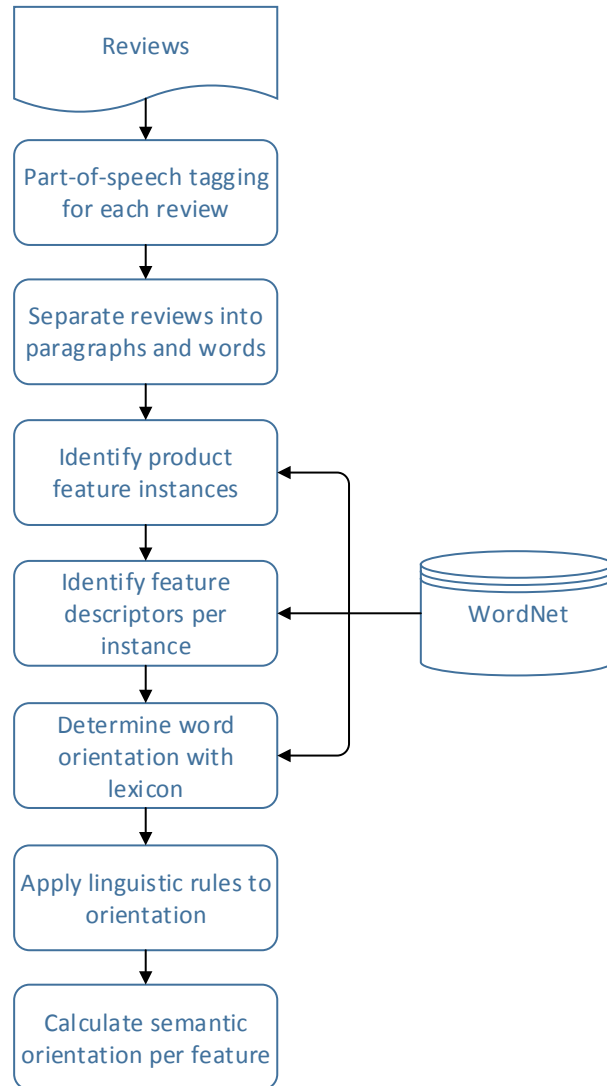 Reviews
Part-of-speech tagging
for each review
Separate reviews into
paragraphs and words
Identify product
feature instances
Identify feature
descriptors per
instance
WordNet
Determine word
orientation with
lexicon
Apply linguistic rules to
orientation
Calculate semantic
orientation per feature